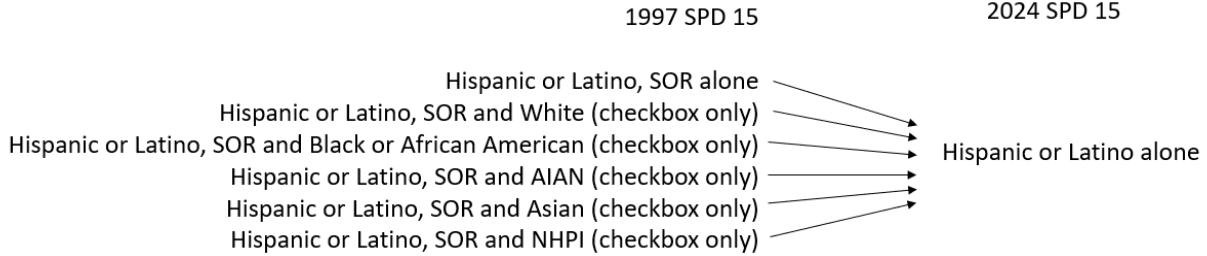 1997 SPD 15
2024 SPD 15
Hispanic or Latino, SOR alone
Hispanic or Latino, SOR and White (checkbox only)
Hispanic or Latino, SOR and Black or African American (checkbox only)
Hispanic or Latino, SOR and AIAN (checkbox only)
Hispanic or Latino, SOR and Asian (checkbox only)
Hispanic or Latino, SOR and NHPI (checkbox only)
Hispanic or Latino alone